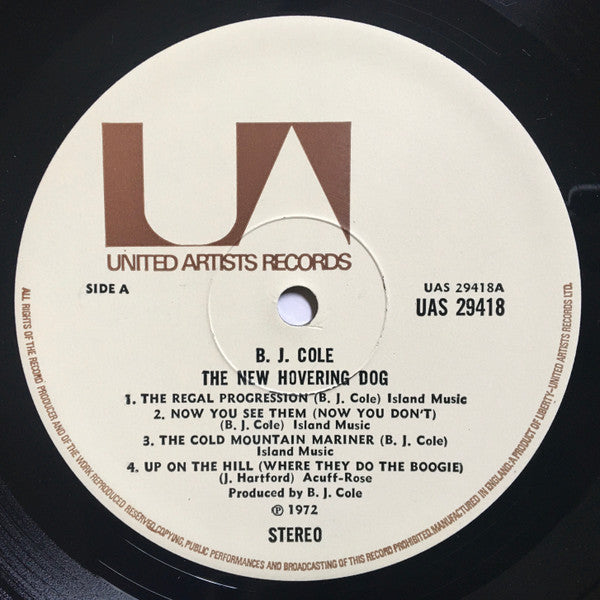 UA
UNITED ARTISTS RECORDS
SIDE A
UAS 29418A
UAS 29418
B. J. COLE
THE NEW HOVERING DOG
1. THE REGAL PROGRESSION (B. J. Cole) Island Music
2. NOW YOU SEE THEM (NOW YOU DON'T)
(B. J. Cole) Island Music
3. THE COLD MOUNTAIN MARINER (B. J. Cole)
Island Music
4. UP ON THE HILL (WHERE THEY DO THE BOOGIE)
(J. Hartford) Acuff-Rose
Produced by B. J. Cole
℗ 1972
STEREO
ALL RIGHTS OF THE RECORD PRODUCER AND OF THE WORK REPRODUCED RESERVED. COPYING, PUBLIC PERFORMANCES AND BROADCASTING OF THIS RECORD PROHIBITED. MANUFACTURED IN ENGLAND. A PRODUCT OF LIBERTY-UNITED ARTISTS RECORDS LTD.